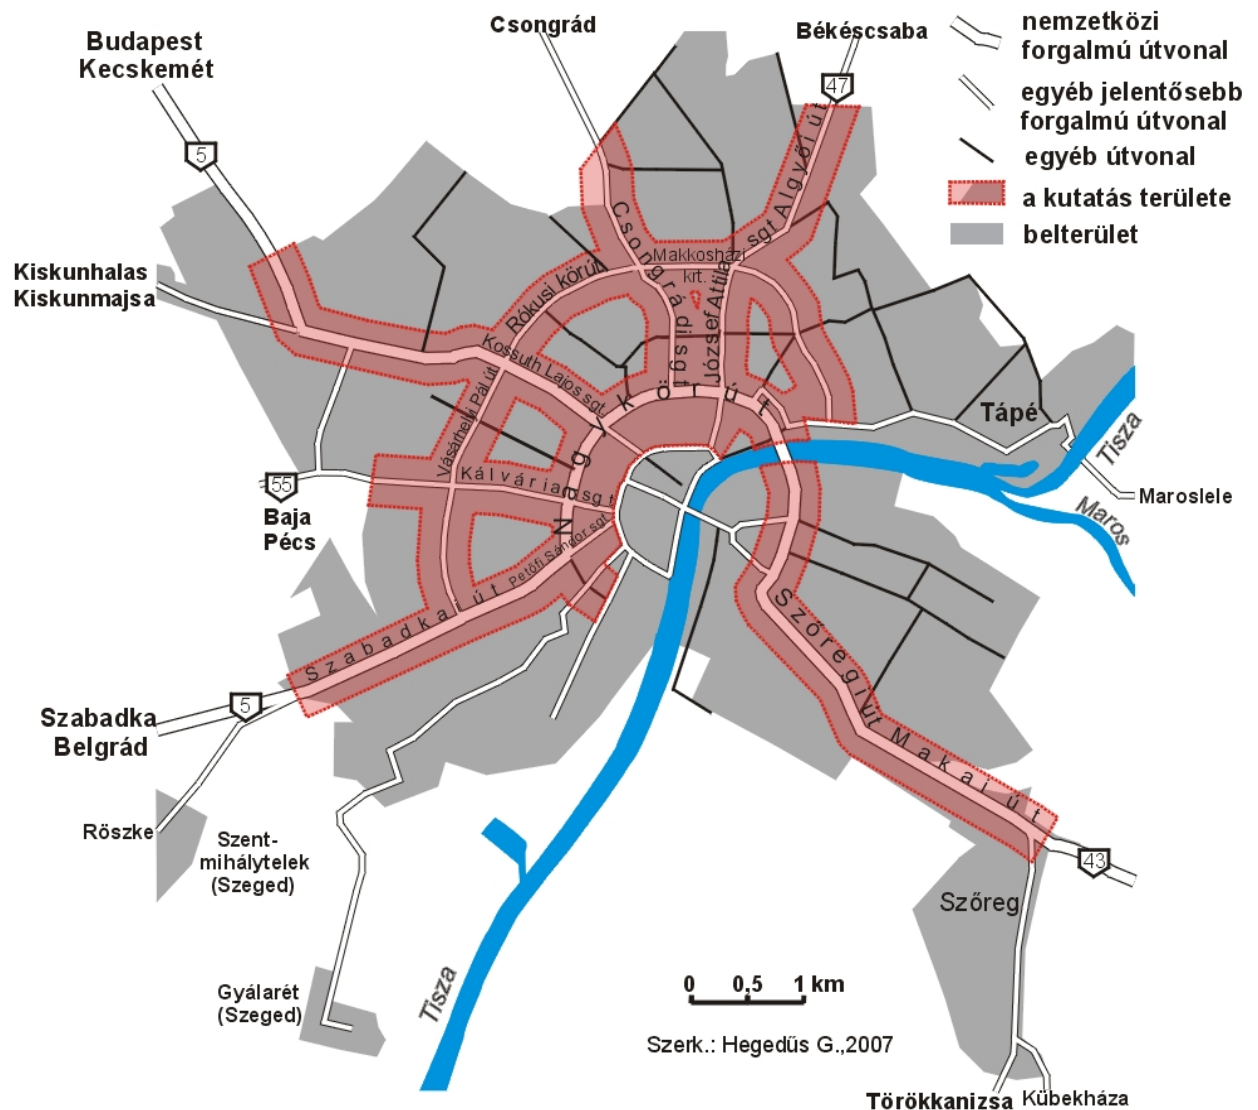 Csongrád
Békéscsaba
Budapest
Kecskemét
47
5
nemzetközi
forgalmú útvonal
egyéb jelentősebb
forgalmú útvonal
egyéb útvonal
a kutatás területe
belterület
Kiskunhalas
Kiskunmajsa
Algyői út
Csongrádi sgt
Makkosházi
krt.
József Attila sgt
Rókusi körút
Kossuth Lajos sgt
Vásárhelyi Pál út
Nagykörút
Kálvária sgt
Petőfi Sándor sgt
Szabadkai út
55
Baja
Pécs
Tápé
Tisza
Maroslele
Maros
Szőregi út
Makai út
5
Szabadka
Belgrád
Röszke
Szent-
mihálytelek
(Szeged)
43
Szőreg
Gyálarét
(Szeged)
Tisza
0 0,5 1 km
Szerk.: Hegedűs G.,2007
Törökkanizsa
Kübekháza